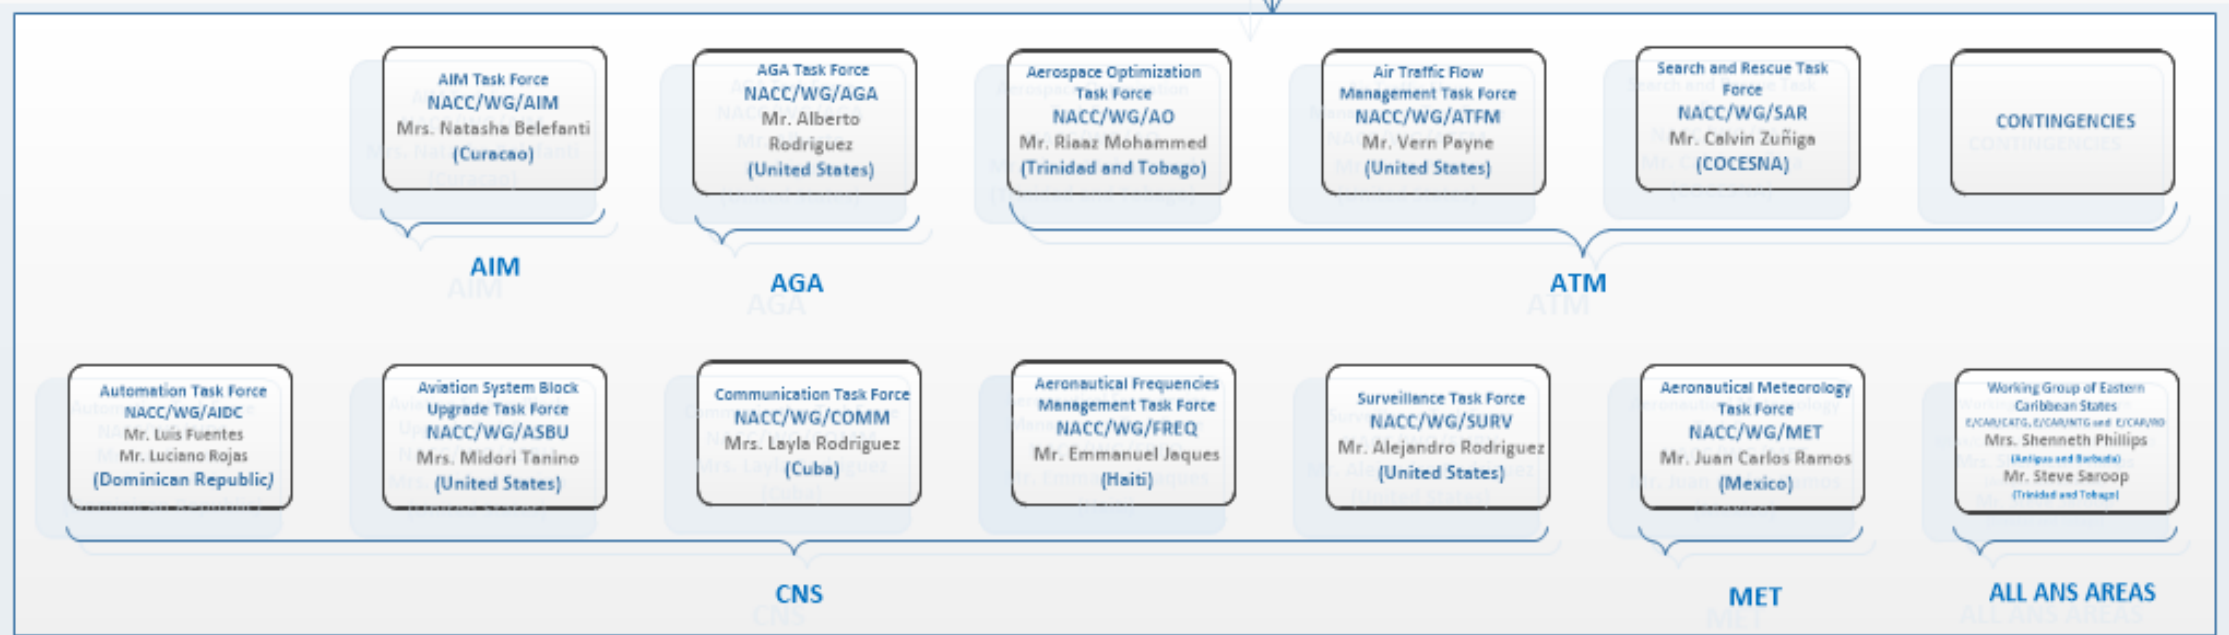 AIM Task Force
NACC/WG/AIM
Mrs. Natasha Belefanti
(Curacao)
AGA Task Force
NACC/WG/AGA
Mr. Alberto
Rodriguez
(United States)
Aerospace Optimization
Task Force
NACC/WG/AO
Mr. Riaaz Mohammed
(Trinidad and Tobago)
Air Traffic Flow
Management Task Force
NACC/WG/ATFM
Mr. Vern Payne
(United States)
Search and Rescue Task
Force
NACC/WG/SAR
Mr. Calvin Zuñiga
(COCESNA)
CONTINGENCIES
AIM
AGA
ATM
Automation Task Force
NACC/WG/AIDC
Mr. Luis Fuentes
Mr. Luciano Rojas
(Dominican Republic)
Aviation System Block
Upgrade Task Force
NACC/WG/ASBU
Mrs. Midori Tanino
(United States)
Communication Task Force
NACC/WG/COMM
Mrs. Layla Rodriguez
(Cuba)
Aeronautical Frequencies
Management Task Force
NACC/WG/FREQ
Mr. Emmanuel Jaques
(Haiti)
Surveillance Task Force
NACC/WG/SURV
Mr. Alejandro Rodriguez
(United States)
Aeronautical Meteorology
Task Force
NACC/WG/MET
Mr. Juan Carlos Ramos
(Mexico)
Working Group of Eastern
Caribbean States
E/CAR/CATG, E/CAR/NTG and E/CAR/RD
Mrs. Shenneth Phillips
(Antigua and Barbuda)
Mr. Steve Saroop
(Trinidad and Tobago)
CNS
MET
ALL ANS AREAS